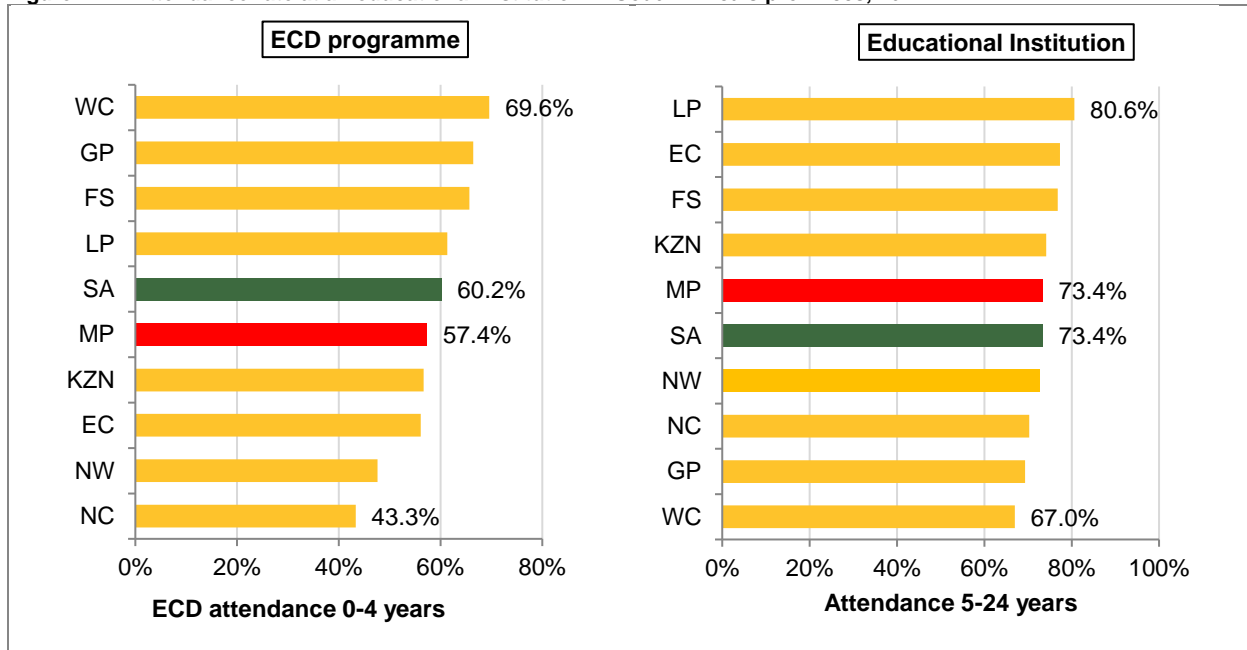 ECD programme
WC 69.6%
GP
FS
LP
SA 60.2%
MP 57.4%
KZN
EC
NW
NC 43.3%
0% 20% 40% 60% 80%
ECD attendance 0-4 years
Educational Institution
LP 80.6%
EC
FS
KZN
MP 73.4%
SA 73.4%
NW
NC
GP
WC 67.0%
0% 20% 40% 60% 80% 100%
Attendance 5-24 years